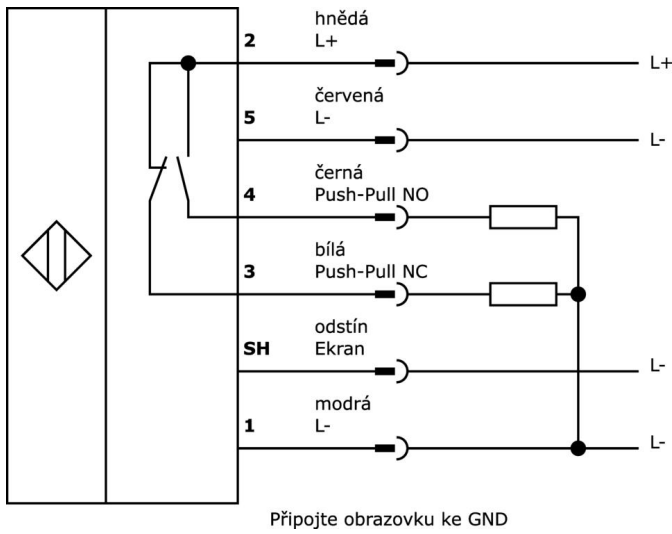 hnědá
2 L+ L+
červená
5 L- L-
černá
4 Push-Pull NO
bílá
3 Push-Pull NC
odstín
SH Ekran L-
modrá
1 L- L-
Připojte obrazovku ke GND